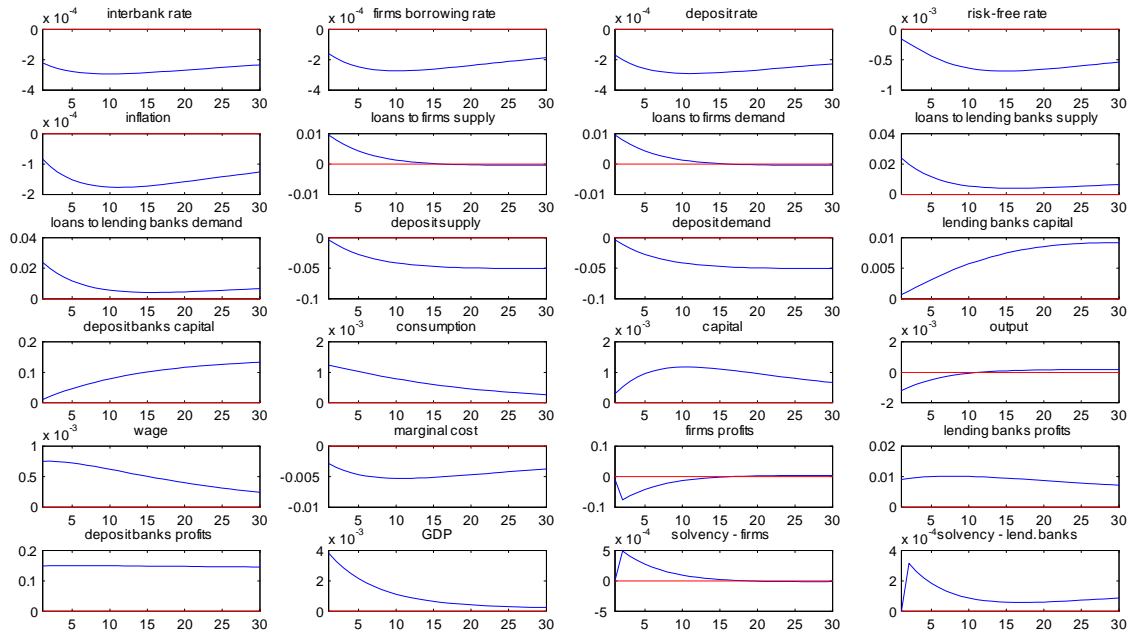 interbank rate
x 10-4
0
-2
-4
5 10 15 20 25 30
firms borrowing rate
x 10-4
0
-2
-4
5 10 15 20 25 30
deposit rate
x 10-4
0
-2
-4
5 10 15 20 25 30
risk-free rate
x 10-3
0
-0.5
-1
5 10 15 20 25 30
inflation
x 10-4
0
-1
-2
5 10 15 20 25 30
loans to firms supply
0.01
0
-0.01
5 10 15 20 25 30
loans to firms demand
0.01
0
-0.01
5 10 15 20 25 30
loans to lending banks supply
0.04
0.02
0
5 10 15 20 25 30
loans to lending banks demand
0.04
0.02
0
5 10 15 20 25 30
deposit supply
0
-0.05
-0.1
5 10 15 20 25 30
deposit demand
0
-0.05
-0.1
5 10 15 20 25 30
lending banks capital
0.01
0.005
0
5 10 15 20 25 30
deposit banks capital
0.2
0.1
0
5 10 15 20 25 30
consumption
x 10-3
2
1
0
5 10 15 20 25 30
capital
x 10-3
2
1
0
5 10 15 20 25 30
output
x 10-3
2
0
-2
5 10 15 20 25 30
wage
x 10-3
1
0.5
0
5 10 15 20 25 30
marginal cost
0
-0.005
-0.01
5 10 15 20 25 30
firms profits
0.1
0
-0.1
5 10 15 20 25 30
lending banks profits
0.02
0.01
0
5 10 15 20 25 30
deposit banks profits
0.2
0.1
0
5 10 15 20 25 30
GDP
x 10-3
4
2
0
5 10 15 20 25 30
solvency - firms
x 10-4
5
0
-5
5 10 15 20 25 30
solvency - lend. banks
x 10-4
4
2
0
5 10 15 20 25 30